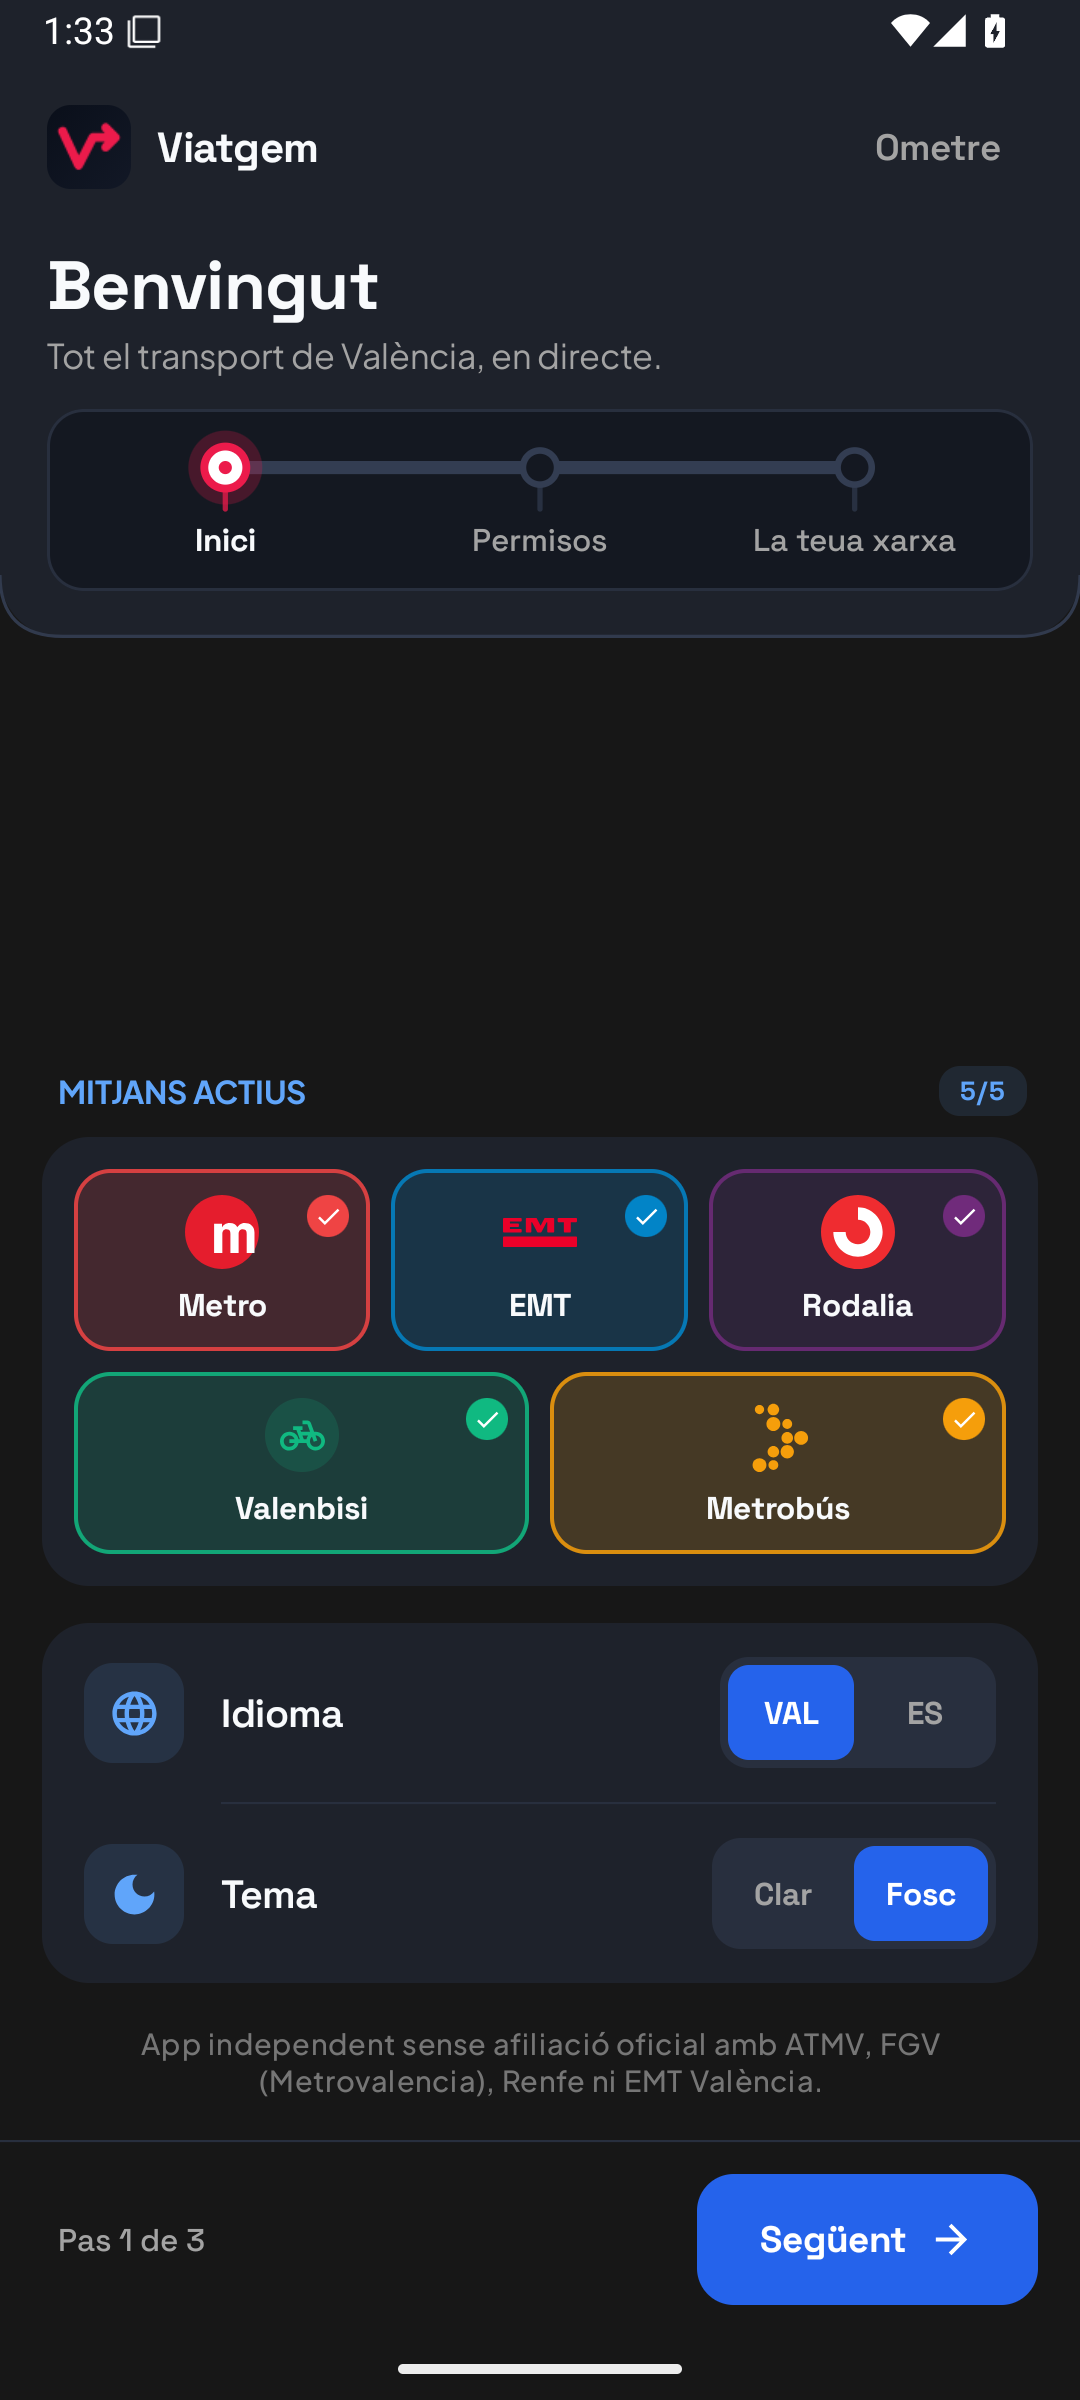 1:33
Viatgem
Ometre
Benvingut
Tot el transport de València, en directe.
Inici
Permisos
La teua xarxa
MITJANS ACTIUS
5/5
m
EMT
Metro
EMT
Rodalia
Valenbisi
Metrobús
Idioma
VAL
ES
Tema
Clar
Fosc
App independent sense afiliació oficial amb ATMV, FGV
(Metrovalencia), Renfe ni EMT València.
Pas 1 de 3
Següent